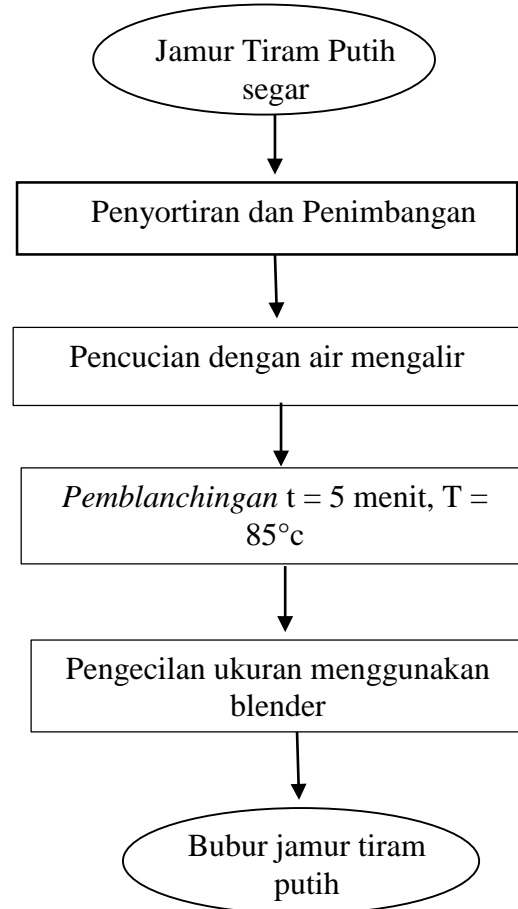 Jamur Tiram Putih
segar
Penyortiran dan Penimbangan
Pencucian dengan air mengalir
Pemblanchingan t = 5 menit, T =
85°c
Pengecilan ukuran menggunakan
blender
Bubur jamur tiram
putih